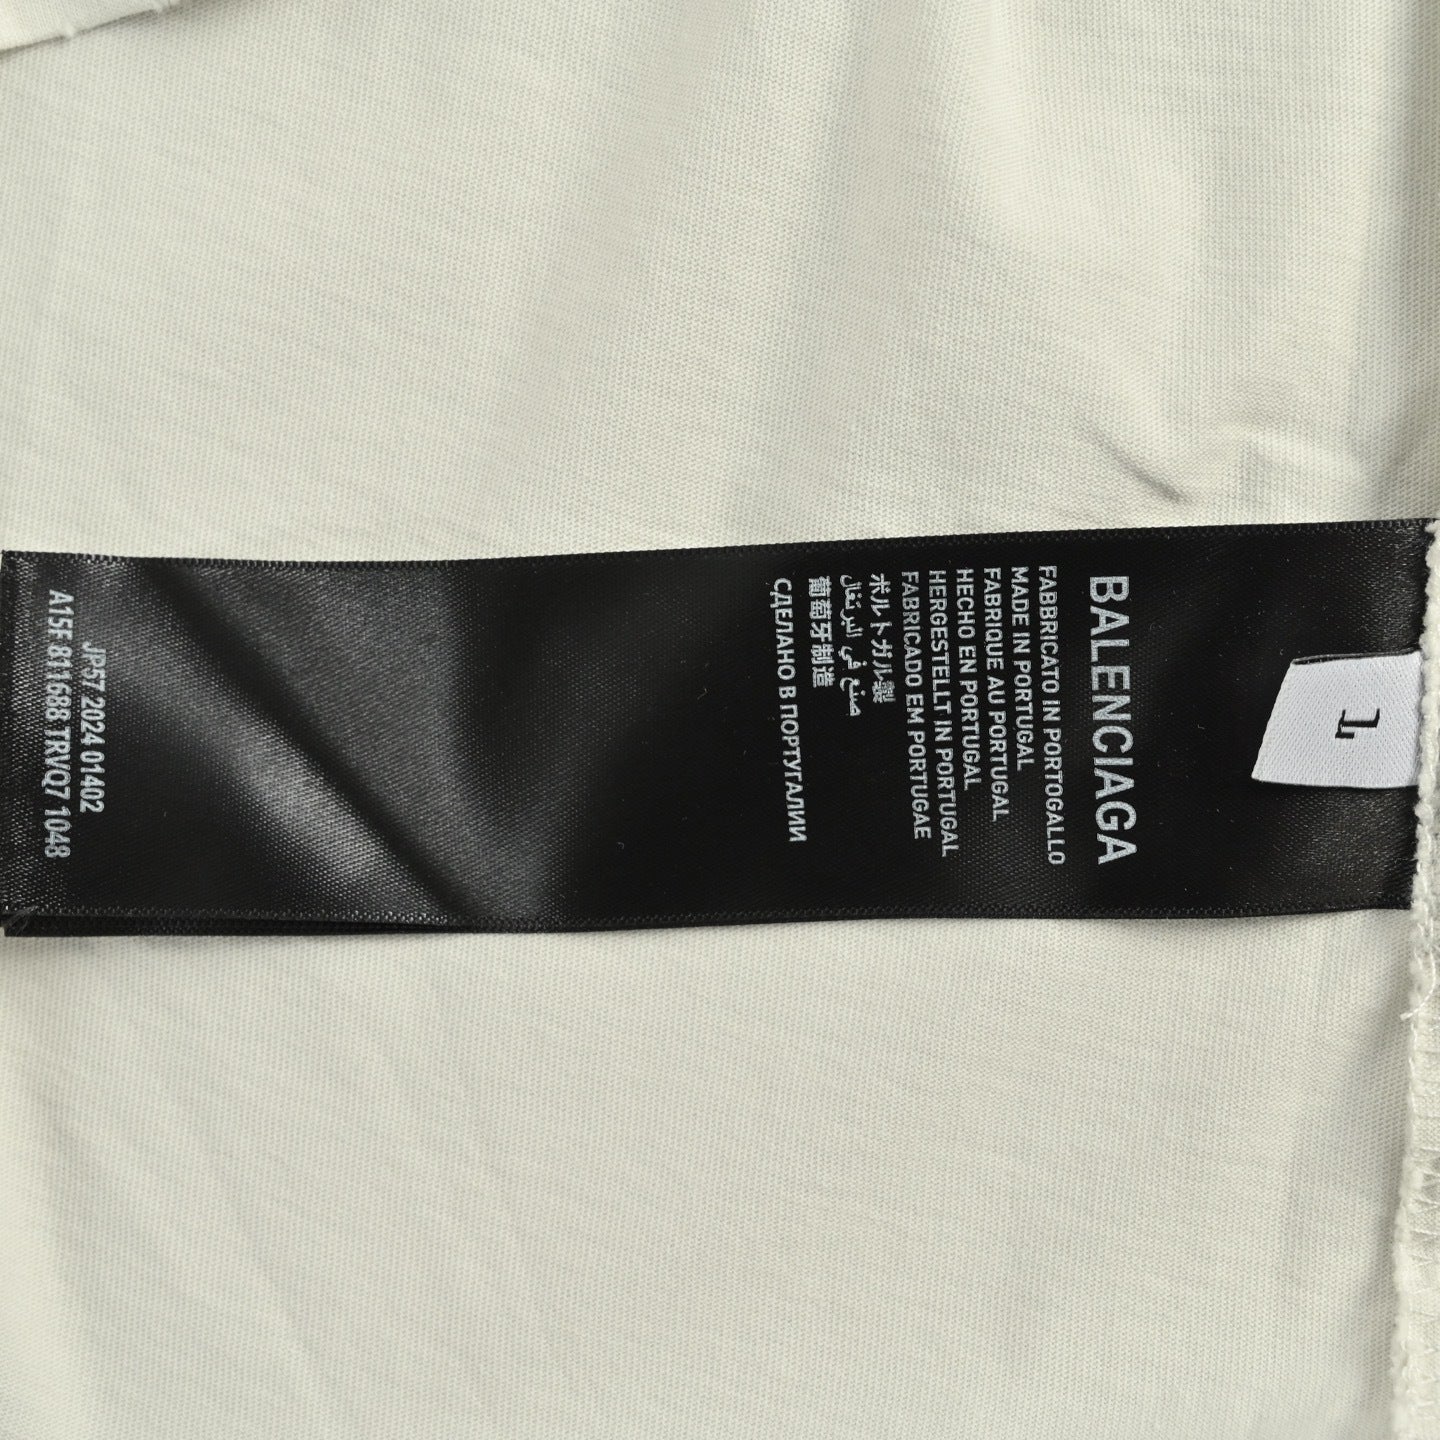 BALENCIAGA
FABBRICATO IN PORTOGALLO
MADE IN PORTUGAL
FABRIQUE AU PORTUGAL
HECHO EN PORTUGAL
HERGESTELLT IN PORTUGAL
FABRICADO EM PORTUGAE
ポルトガル製
صنع في البرتغال
葡萄牙制造
СДЕЛАНО В ПОРТУГАЛИИ
JP57 2024 01402
A15F 811688 TRVQ7 1048
L